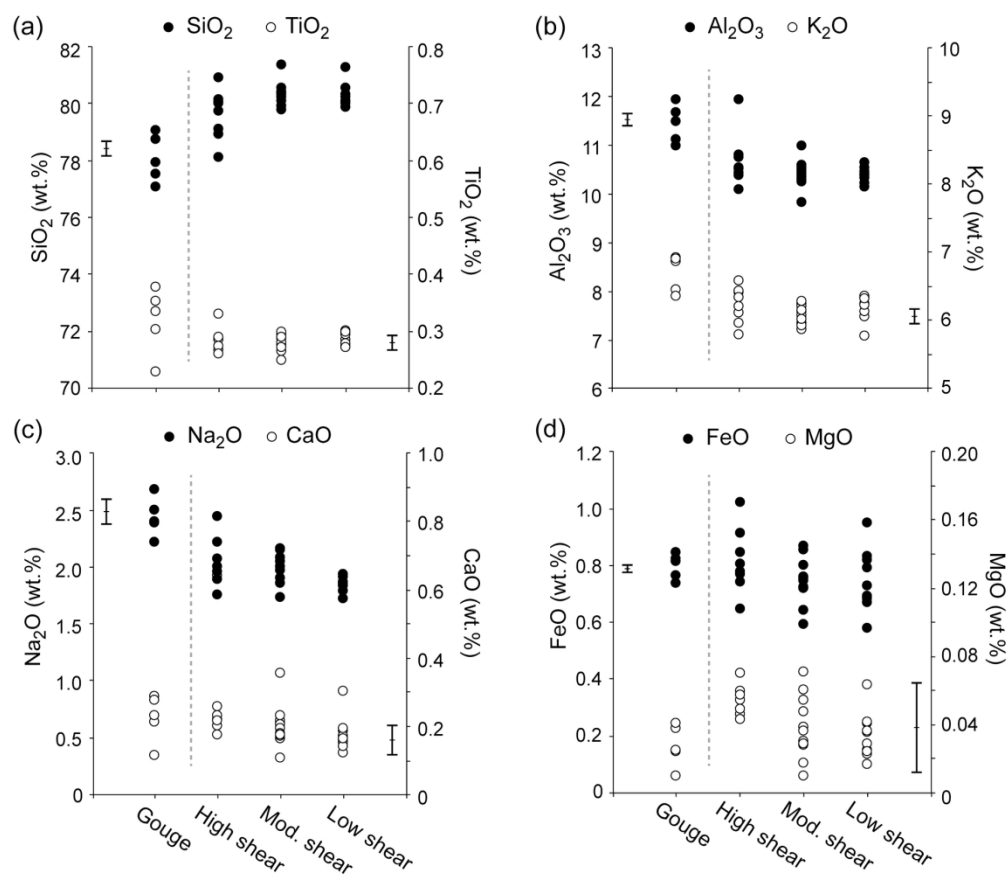 (a)
● SiO₂ ○ TiO₂
82
80
78
76
74
72
70
SiO₂ (wt.%)
0.8
0.7
0.6
0.5
0.4
0.3
0.2
TiO₂ (wt.%)
(b)
● Al₂O₃ ○ K₂O
13
12
11
10
9
8
7
6
Al₂O₃ (wt.%)
10
9
8
7
6
5
K₂O (wt.%)
(c)
● Na₂O ○ CaO
3.0
2.5
2.0
1.5
1.0
0.5
0
Na₂O (wt.%)
1.0
0.8
0.6
0.4
0.2
0
CaO (wt.%)
Gouge
High shear
Mod. shear
Low shear
(d)
● FeO ○ MgO
1.2
1.0
0.8
0.6
0.4
0.2
0
FeO (wt.%)
0.20
0.16
0.12
0.08
0.04
0
MgO (wt.%)
Gouge
High shear
Mod. shear
Low shear